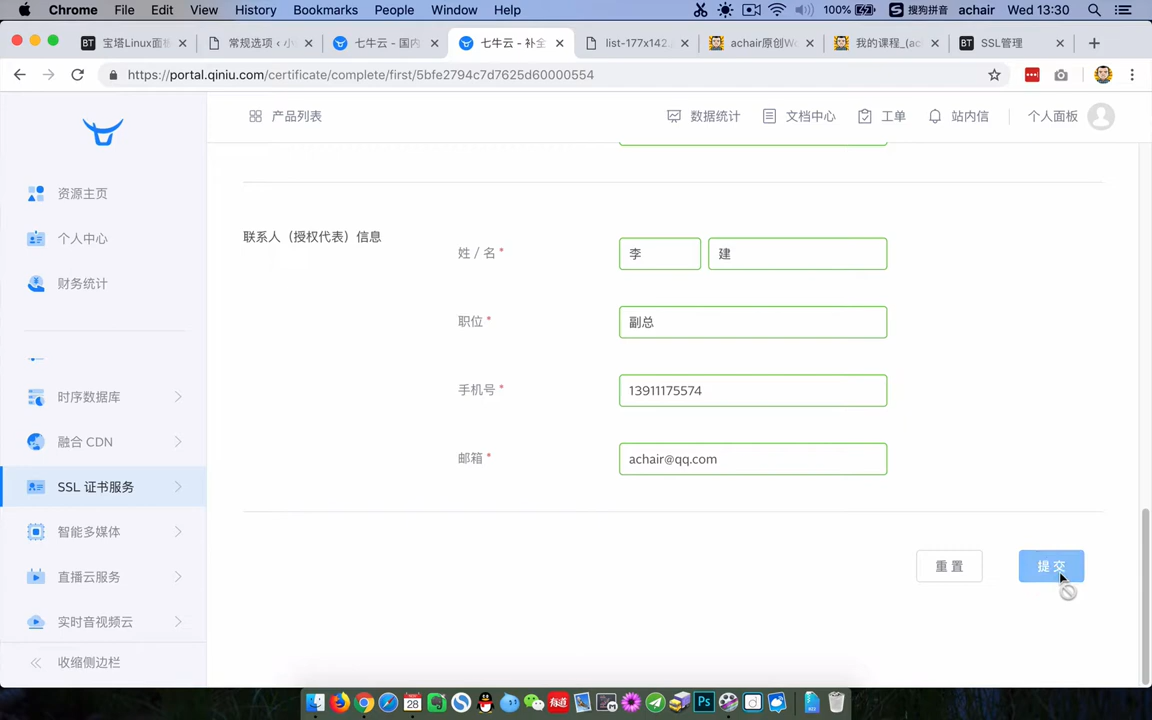 Chrome File Edit View History Bookmarks People Window Help 100% 搜狗拼音 achair Wed 13:30
BT 宝塔Linux面板 常规选项 ‹ 小 七牛云 - 国内 七牛云 - 补全 list-177x142. achair原创Wo 我的课程_(ac BT SSL管理
https://portal.qiniu.com/certificate/complete/first/5bfe2794c7d7625d60000554
产品列表 数据统计 文档中心 工单 站内信 个人面板
资源主页
个人中心
财务统计
时序数据库
融合 CDN
SSL 证书服务
智能多媒体
直播云服务
实时音视频云
收缩侧边栏
联系人（授权代表）信息
姓 / 名 * 李 建
职位 * 副总
手机号 * 13911175574
邮箱 * achair@qq.com
重 置 提 交
28 有道 Ps